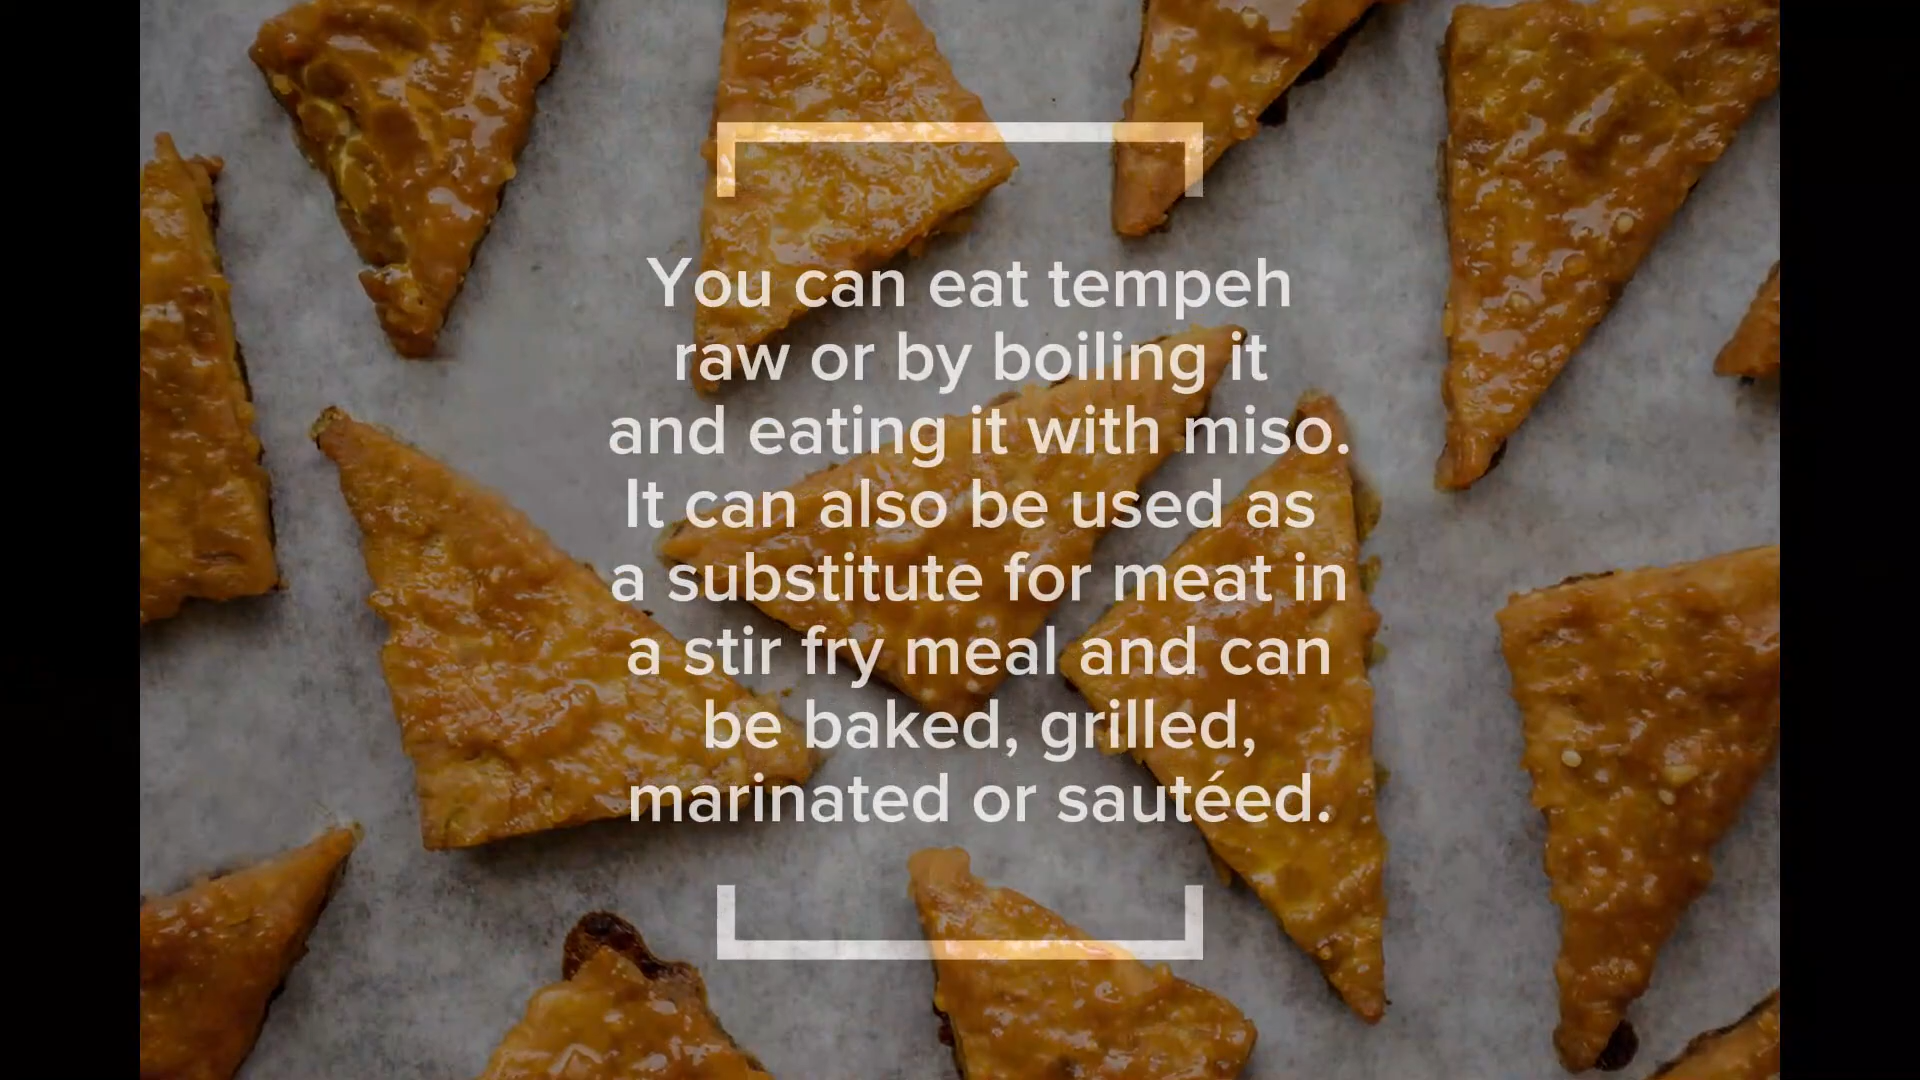 You can eat tempeh
raw or by boiling it
and eating it with miso.
It can also be used as
a substitute for meat in
a stir fry meal and can
be baked, grilled,
marinated or sautéed.